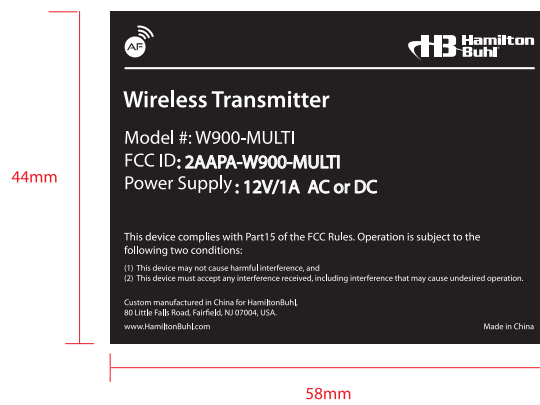 AF
HB Hamilton
Buhl
Wireless Transmitter
Model #: W900-MULTI
FCC ID: 2AAPA-W900-MULTI
Power Supply : 12V/1A AC or DC
44mm
This device complies with Part15 of the FCC Rules. Operation is subject to the
following two conditions:
(1) This device may not cause harmful interference, and
(2) This device must accept any interference received, including interference that may cause undesired operation.
Custom manufactured in China for HamiltonBuhl,
80 Little Falls Road, Fairfield, NJ 07004, USA.
www.HamiltonBuhl.com Made in China
58mm